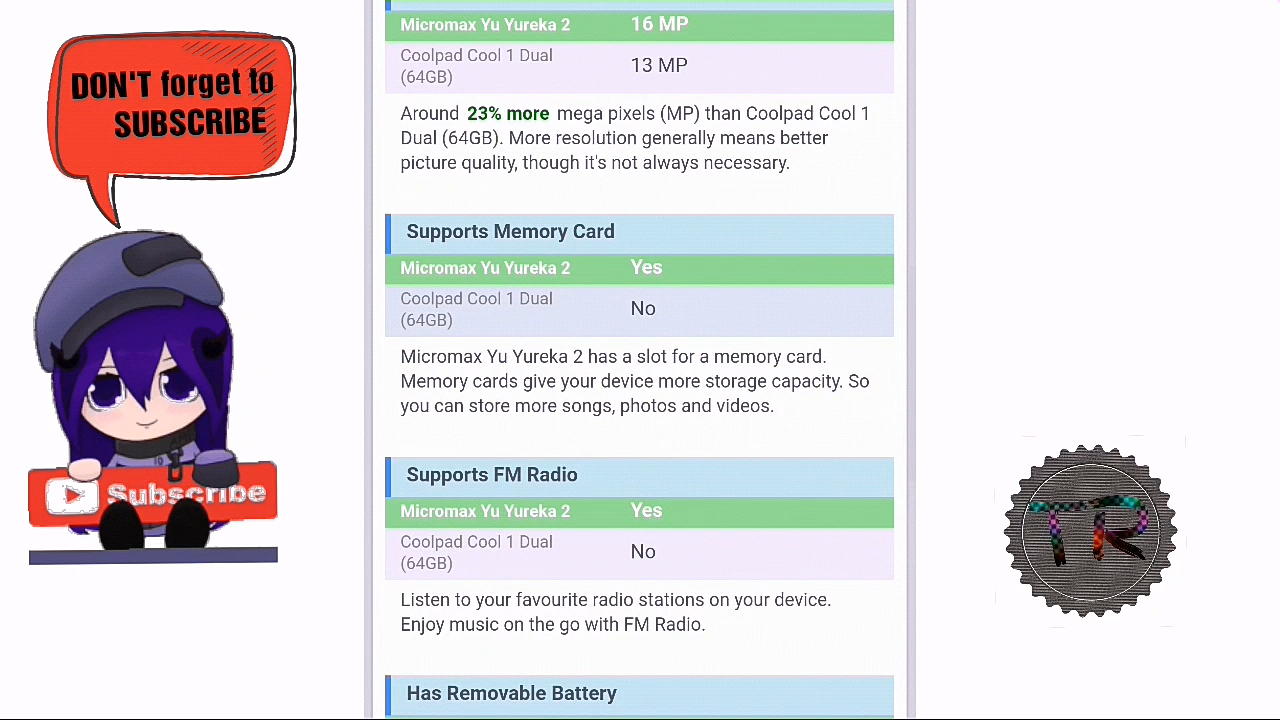 DON'T forget to
SUBSCRIBE
Subscribe
Micromax Yu Yureka 2 16 MP
Coolpad Cool 1 Dual
(64GB) 13 MP
Around 23% more mega pixels (MP) than Coolpad Cool 1
Dual (64GB). More resolution generally means better
picture quality, though it's not always necessary.
Supports Memory Card
Micromax Yu Yureka 2 Yes
Coolpad Cool 1 Dual
(64GB) No
Micromax Yu Yureka 2 has a slot for a memory card.
Memory cards give your device more storage capacity. So
you can store more songs, photos and videos.
Supports FM Radio
Micromax Yu Yureka 2 Yes
Coolpad Cool 1 Dual
(64GB) No
Listen to your favourite radio stations on your device.
Enjoy music on the go with FM Radio.
Has Removable Battery
TR